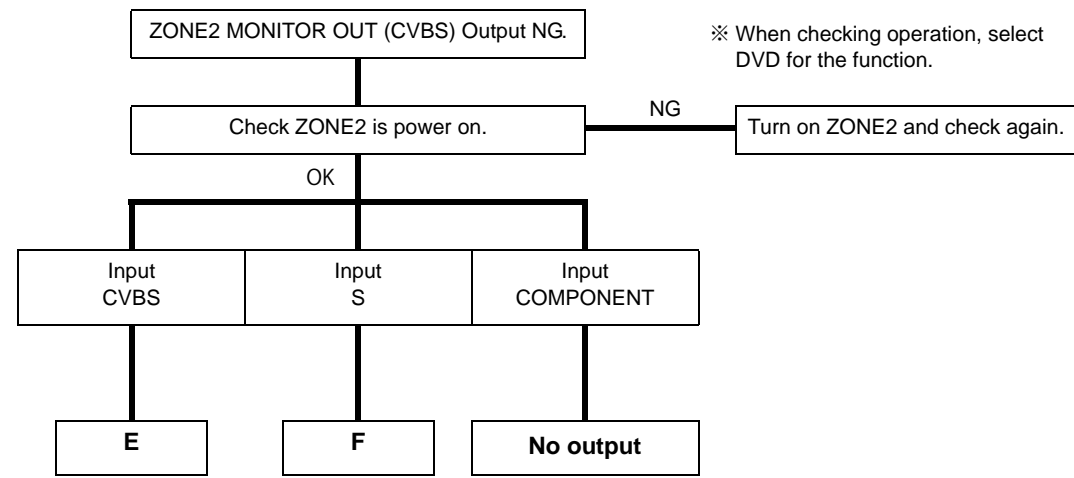 ZONE2 MONITOR OUT (CVBS) Output NG.
※ When checking operation, select
DVD for the function.
Check ZONE2 is power on.
NG
Turn on ZONE2 and check again.
OK
Input
CVBS
Input
S
Input
COMPONENT
E
F
No output